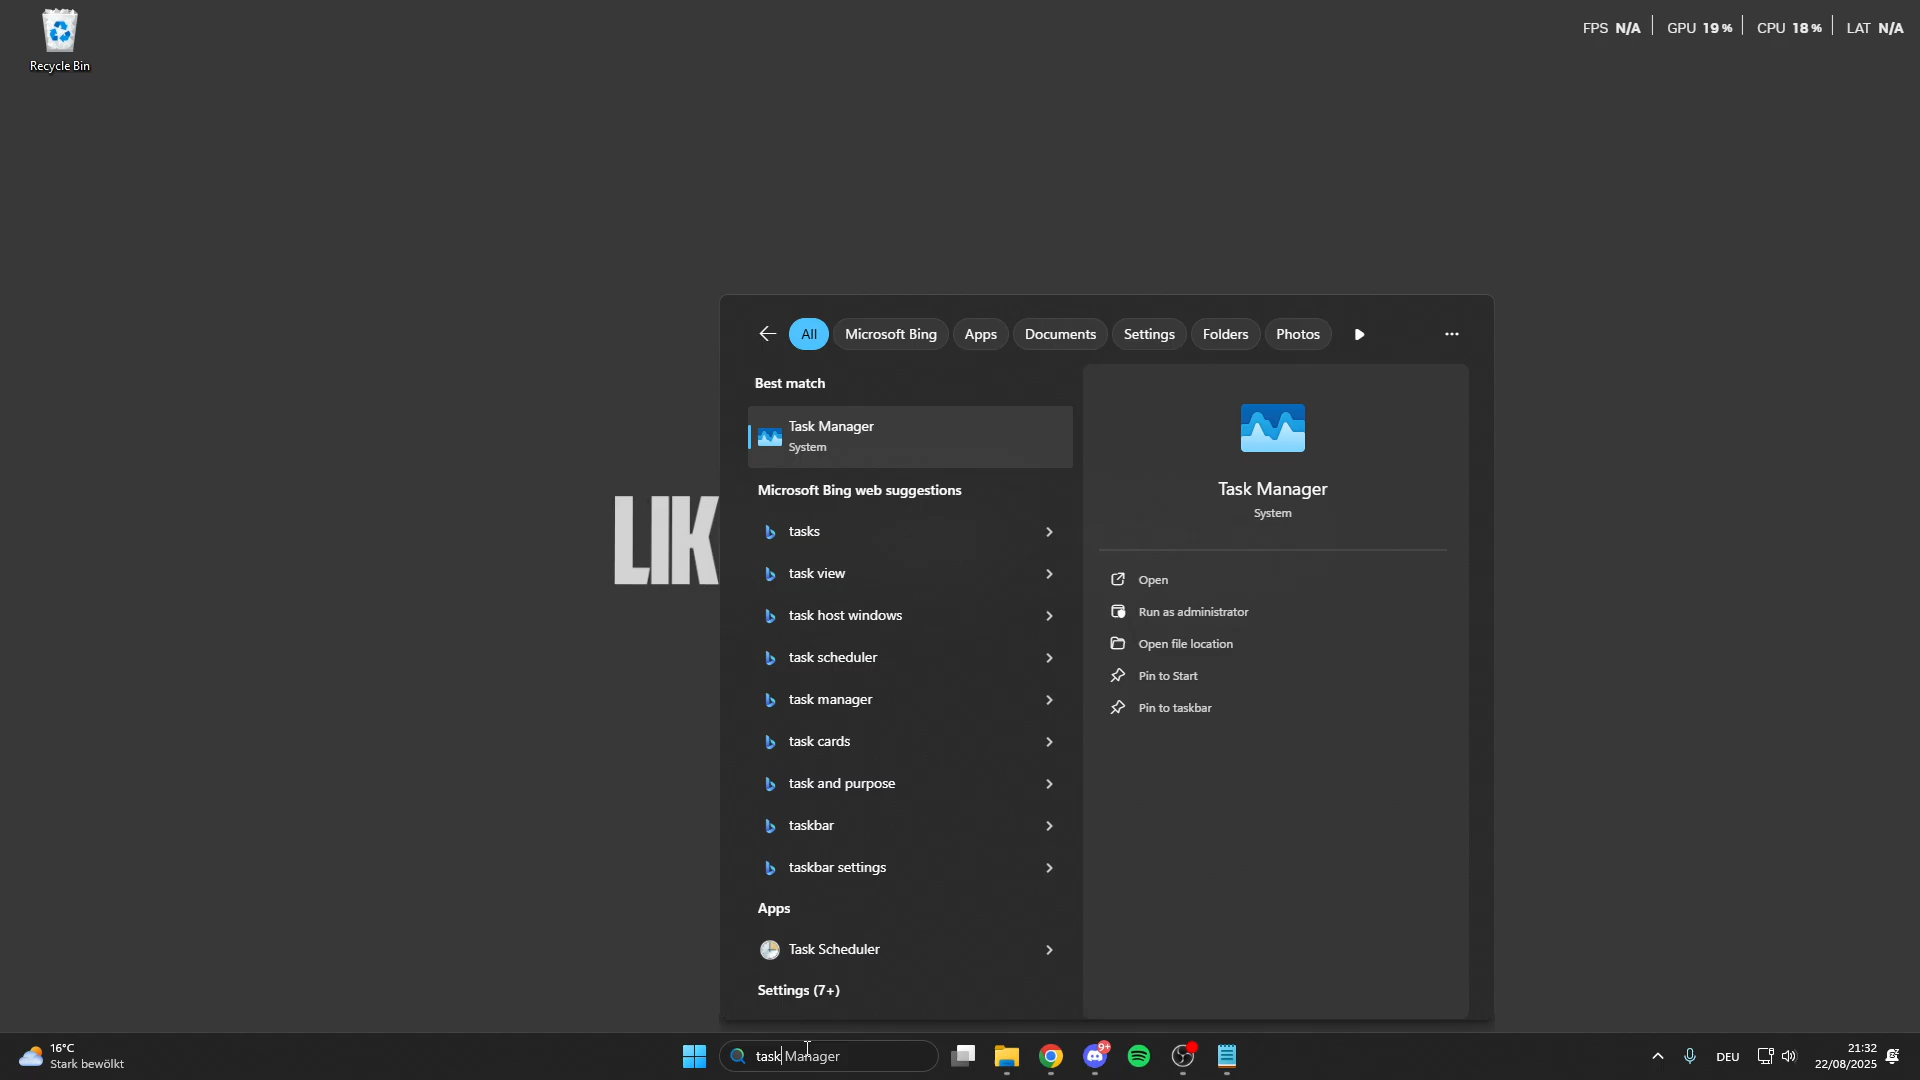 Recycle Bin
FPS N/A GPU 19 % CPU 18 % LAT N/A
All Microsoft Bing Apps Documents Settings Folders Photos
Best match
Task Manager
System
Microsoft Bing web suggestions
tasks
task view
task host windows
task scheduler
task manager
task cards
task and purpose
taskbar
taskbar settings
Apps
Task Scheduler
Settings (7+)
Task Manager
System
Open
Run as administrator
Open file location
Pin to Start
Pin to taskbar
LIK
16°C
Stark bewölkt
task Manager
9+
DEU
21:32
22/08/2025